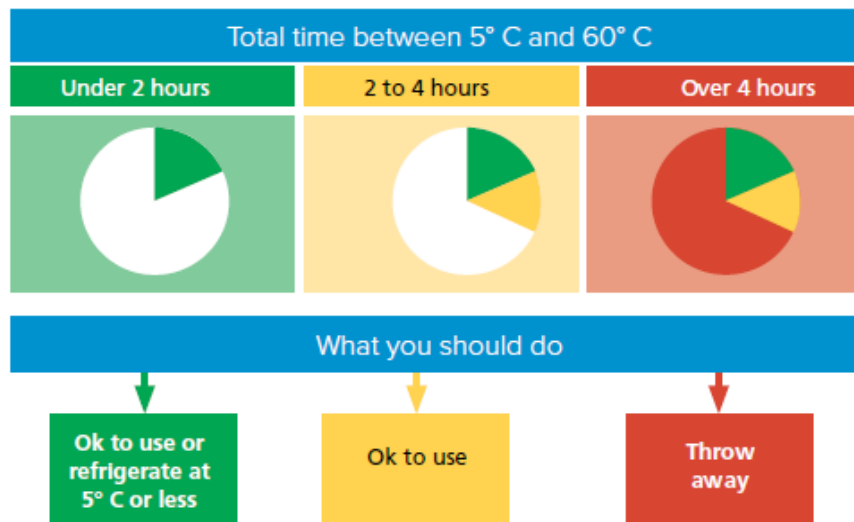 Total time between 5° C and 60° C
Under 2 hours
2 to 4 hours
Over 4 hours
What you should do
Ok to use or
refrigerate at
5° C or less
Ok to use
Throw
away